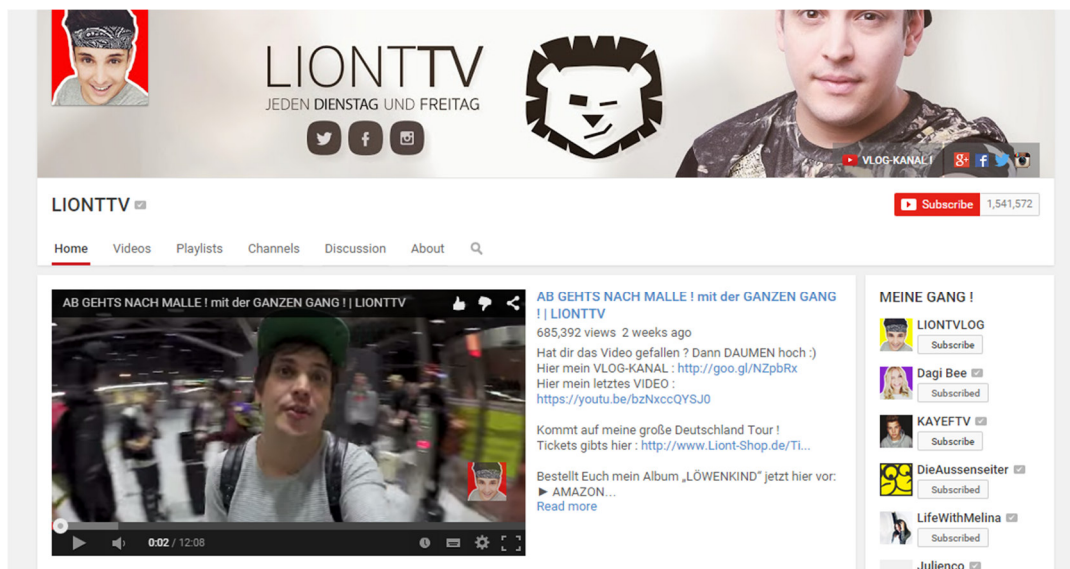 LIONTTV
JEDEN DIENSTAG UND FREITAG
VLOG-KANAL !
LIONTTV
Subscribe 1,541,572
Home Videos Playlists Channels Discussion About
AB GEHTS NACH MALLE ! mit der GANZEN GANG ! | LIONTTV
0:02 / 12:08
AB GEHTS NACH MALLE ! mit der GANZEN GANG
! | LIONTTV
685,392 views 2 weeks ago
Hat dir das Video gefallen ? Dann DAUMEN hoch :)
Hier mein VLOG-KANAL : http://goo.gl/NZpbRx
Hier mein letztes VIDEO :
https://youtu.be/bzNxccQYSJ0
Kommt auf meine große Deutschland Tour !
Tickets gibts hier : http://www.Liont-Shop.de/Ti...
Bestellt Euch mein Album „LÖWENKIND" jetzt hier vor:
► AMAZON...
Read more
MEINE GANG !
LIONTVLOG
Subscribe
Dagi Bee
Subscribed
KAYEFTV
Subscribe
DieAussenseiter
Subscribed
LifeWithMelina
Subscribed
Julienco